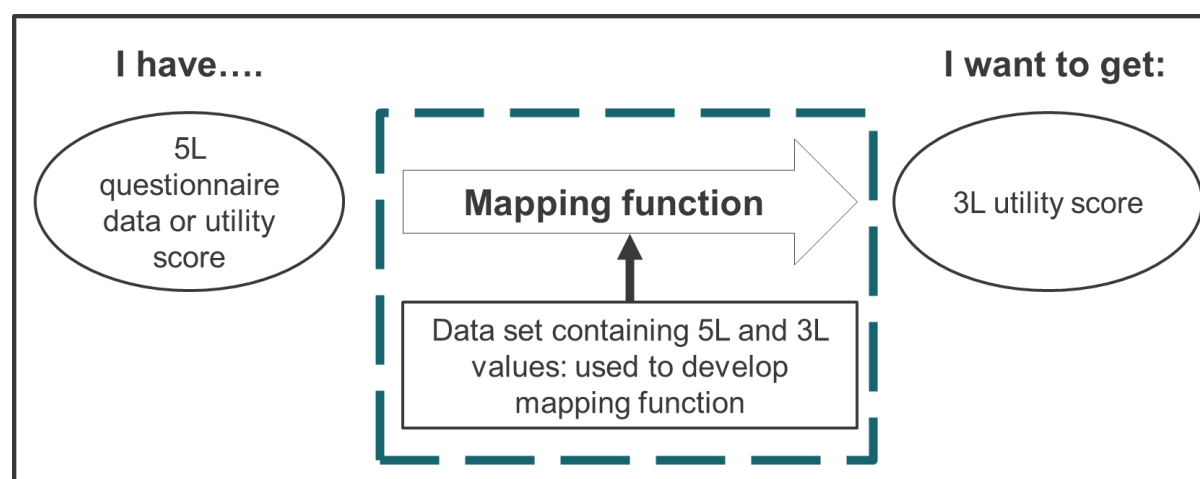 I have....
I want to get:
5L
questionnaire
data or utility
score
Mapping function
3L utility score
Data set containing 5L and 3L
values: used to develop
mapping function